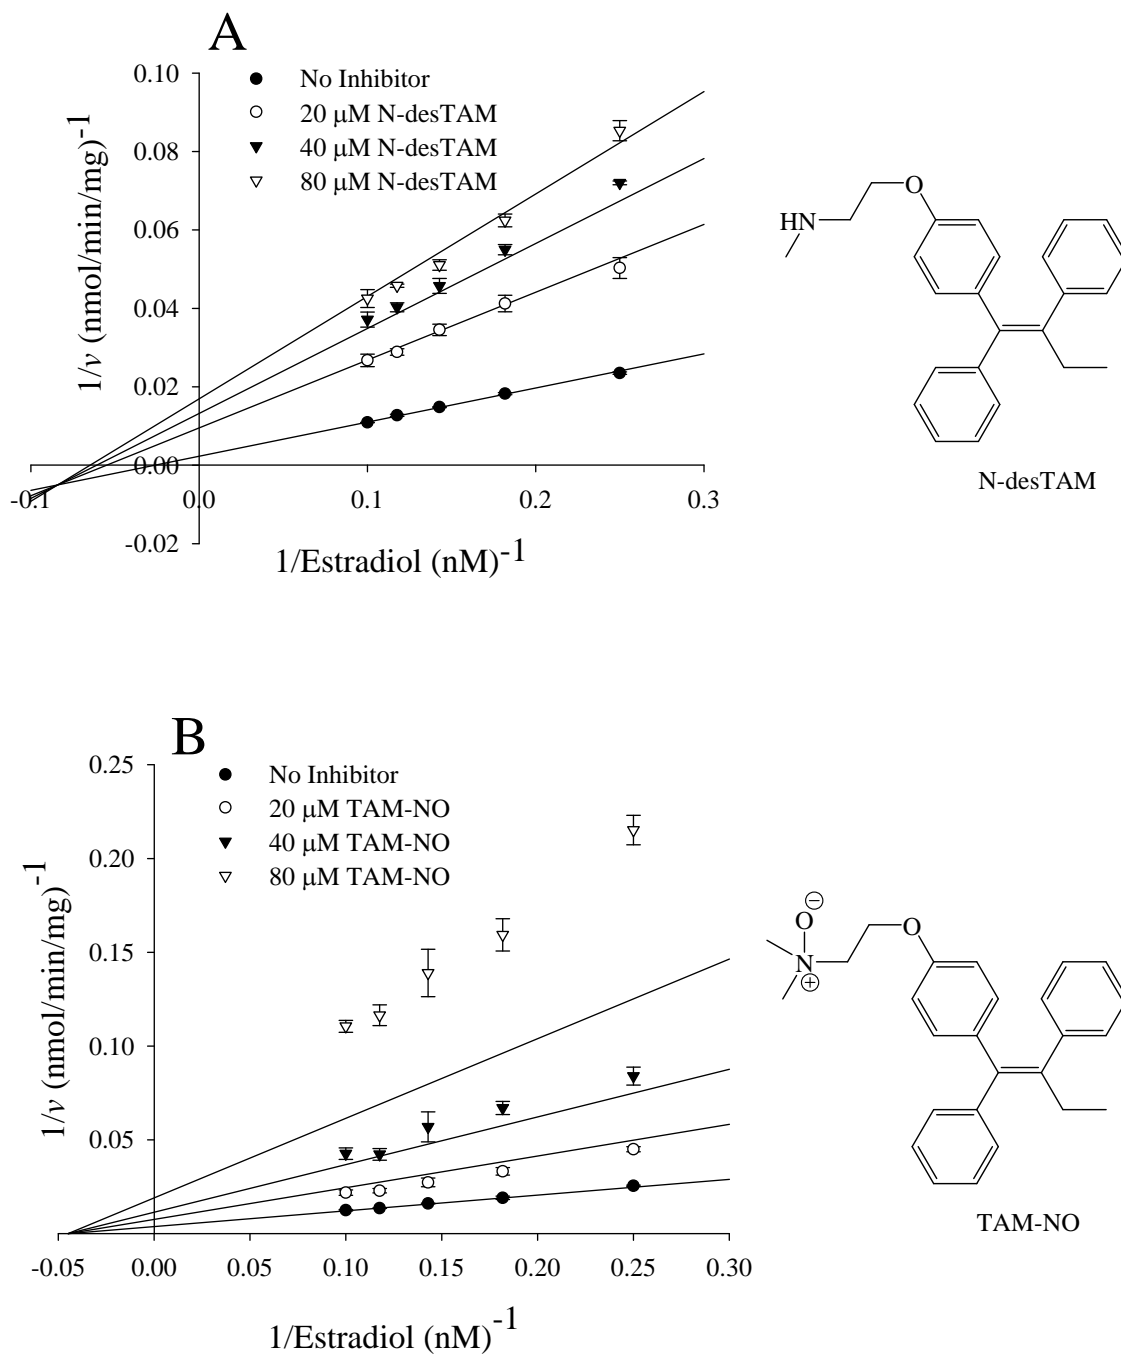 A
0.10
0.08
0.06
0.04
0.02
0.00
-0.02
-0.1
0.0
0.1
0.2
0.3
1/v (nmol/min/mg)-1
1/Estradiol (nM)-1
No Inhibitor
20 μM N-desTAM
40 μM N-desTAM
80 μM N-desTAM
O
HN
N-desTAM
B
0.25
0.20
0.15
0.10
0.05
-0.05
0.00
0.05
0.10
0.15
0.20
0.25
0.30
1/v (nmol/min/mg)-1
1/Estradiol (nM)-1
No Inhibitor
20 μM TAM-NO
40 μM TAM-NO
80 μM TAM-NO
O
O
N
TAM-NO